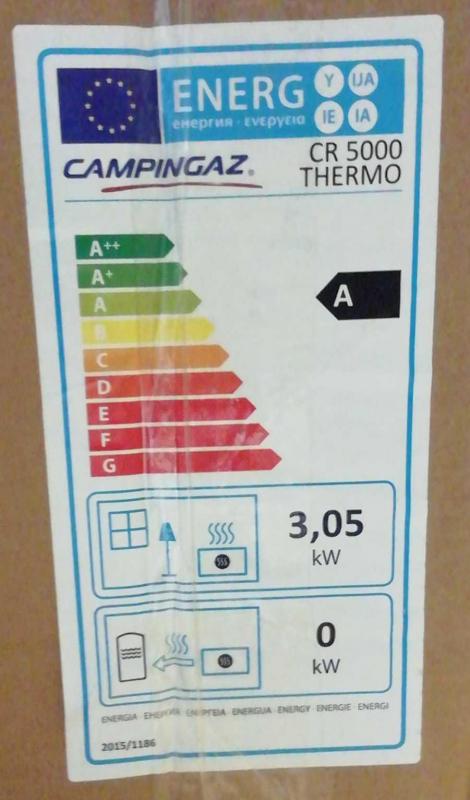 ENERG
Y IJA
IE IA
енергия · ενεργεια
CAMPINGAZ®
CR 5000
THERMO
A++
A+
A
A
B
C
D
E
F
G
3,05
kW
0
kW
ENERGIA · ЕНЕРГИЯ · ΕΝΕΡΓΕΙΑ · ENERGIJA · ENERGY · ENERGIE · ENERGI
2015/1186